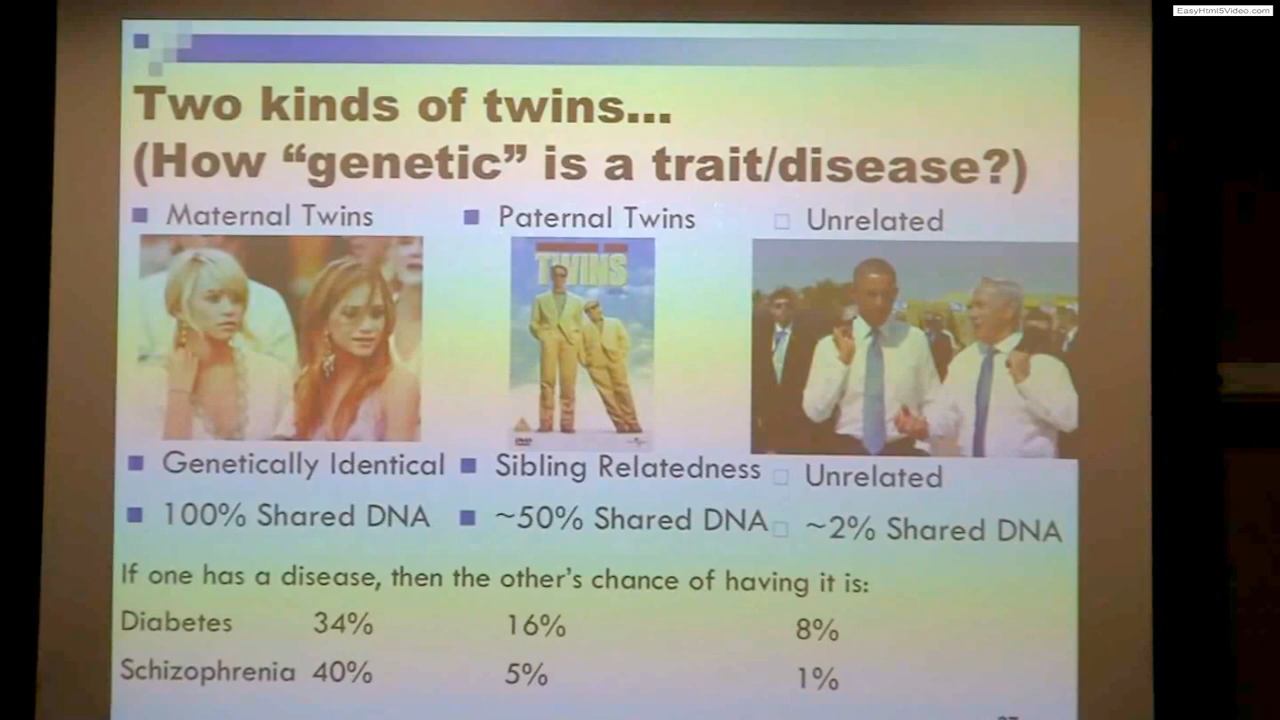 EasyHtml5Video.com
Two kinds of twins...
(How “genetic” is a trait/disease?)
Maternal Twins
Paternal Twins
Unrelated
TWINS
DVD
Genetically Identical
Sibling Relatedness
Unrelated
100% Shared DNA
~50% Shared DNA
~2% Shared DNA
If one has a disease, then the other’s chance of having it is:
Diabetes 34% 16% 8%
Schizophrenia 40% 5% 1%